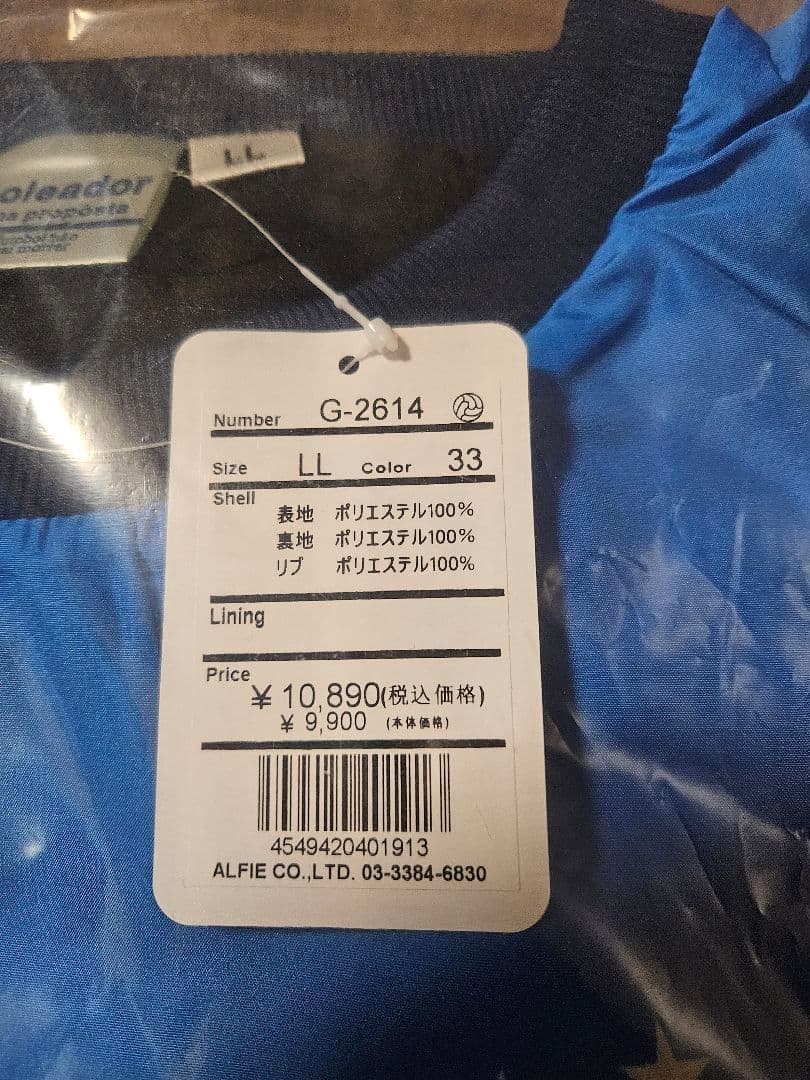 LL
oleador
proposta
Number G-2614
Size LL Color 33
Shell
表地 ポリエステル100%
裏地 ポリエステル100%
リブ ポリエステル100%
Lining
Price
¥ 10,890(税込価格)
¥ 9,900 (本体価格)
4549420401913
ALFIE CO.,LTD. 03-3384-6830